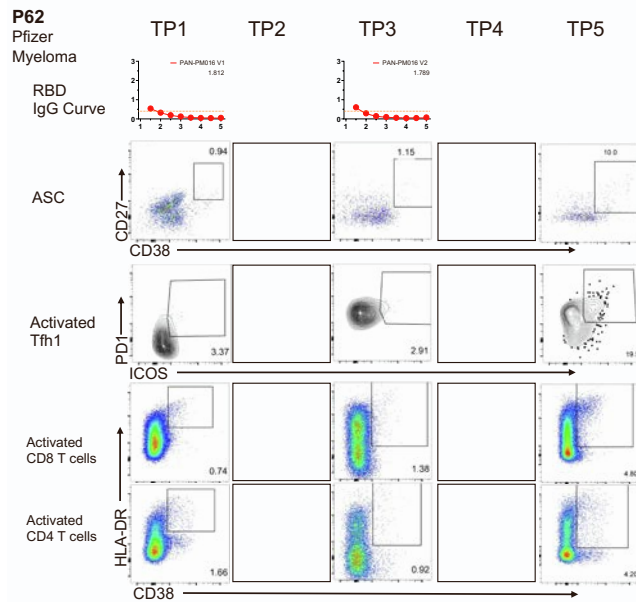 P62
Pfizer
Myeloma
TP1 TP2 TP3 TP4 TP5
RBD
IgG Curve
3
2
1
0
1 2 3 4 5
PAN-PM016 V1
1.812
3
2
1
0
1 2 3 4 5
PAN-PM016 V2
1.789
ASC
CD27
0.94
1.15
10.0
CD38
Activated
Tfh1
PD1
3.37
2.91
ICOS
Activated
CD8 T cells
0.74
1.38
4.80
HLA-DR
Activated
CD4 T cells
1.66
0.92
4.20
CD38